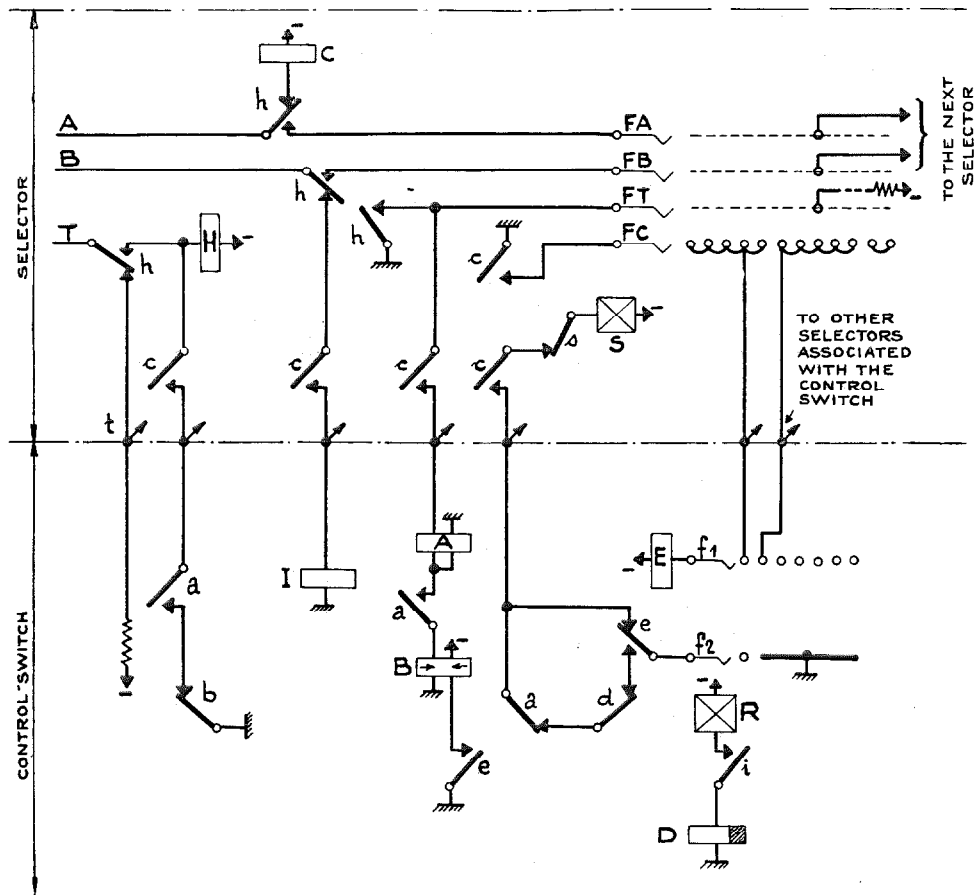 C
h
A
FA
B
FB
TO THE NEXT
SELECTOR
h
FT
T
H
h
h
c
FC
SELECTOR
S
s
TO OTHER
SELECTORS
ASSOCIATED
WITH THE
CONTROL
SWITCH
c
c
c
c
t
A
E
f1
I
a
a
e
B
f2
b
a
d
R
e
i
D
CONTROL SWITCH